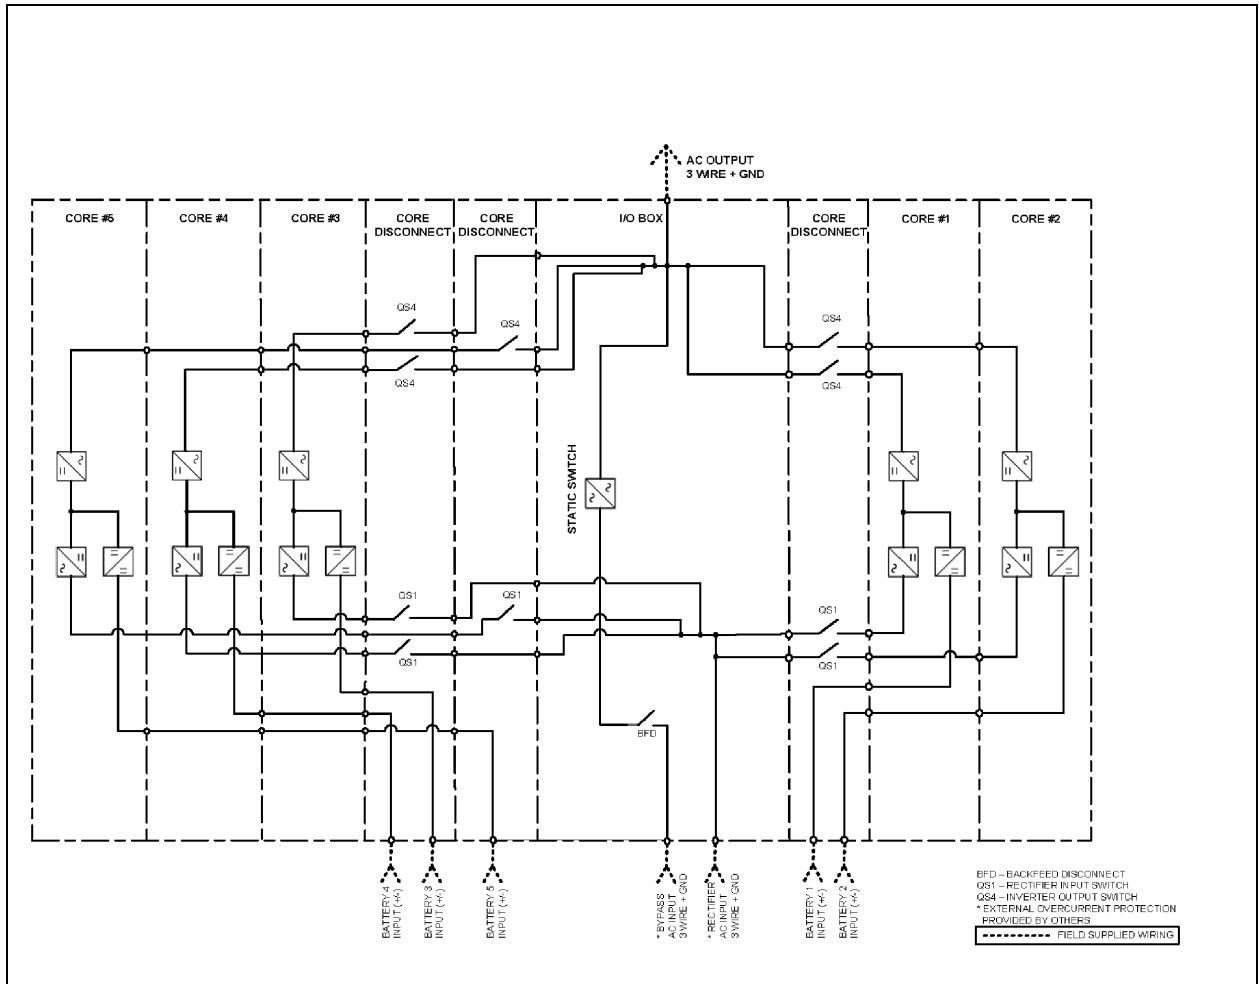 AC OUTPUT
3 WIRE + GND
CORE #5
CORE #4
CORE #3
CORE
DISCONNECT
CORE
DISCONNECT
I/O BOX
CORE
DISCONNECT
CORE #1
CORE #2
QS4
QS4
QS4
QS4
QS4
STATIC SWITCH
QS1
QS1
QS1
QS1
QS1
BFD
BATTERY 4
INPUT (+/-)
BATTERY 3
INPUT (+/-)
BATTERY 5
INPUT (+/-)
* BYPASS
AC INPUT
3 WIRE + GND
* RECTIFIER
AC INPUT
3 WIRE + GND
BATTERY 1
INPUT (+/-)
BATTERY 2
INPUT (+/-)
BFD – BACKFEED DISCONNECT
QS1 – RECTIFIER INPUT SWITCH
QS4 – INVERTER OUTPUT SWITCH
* EXTERNAL OVERCURRENT PROTECTION
PROVIDED BY OTHERS
FIELD SUPPLIED WIRING